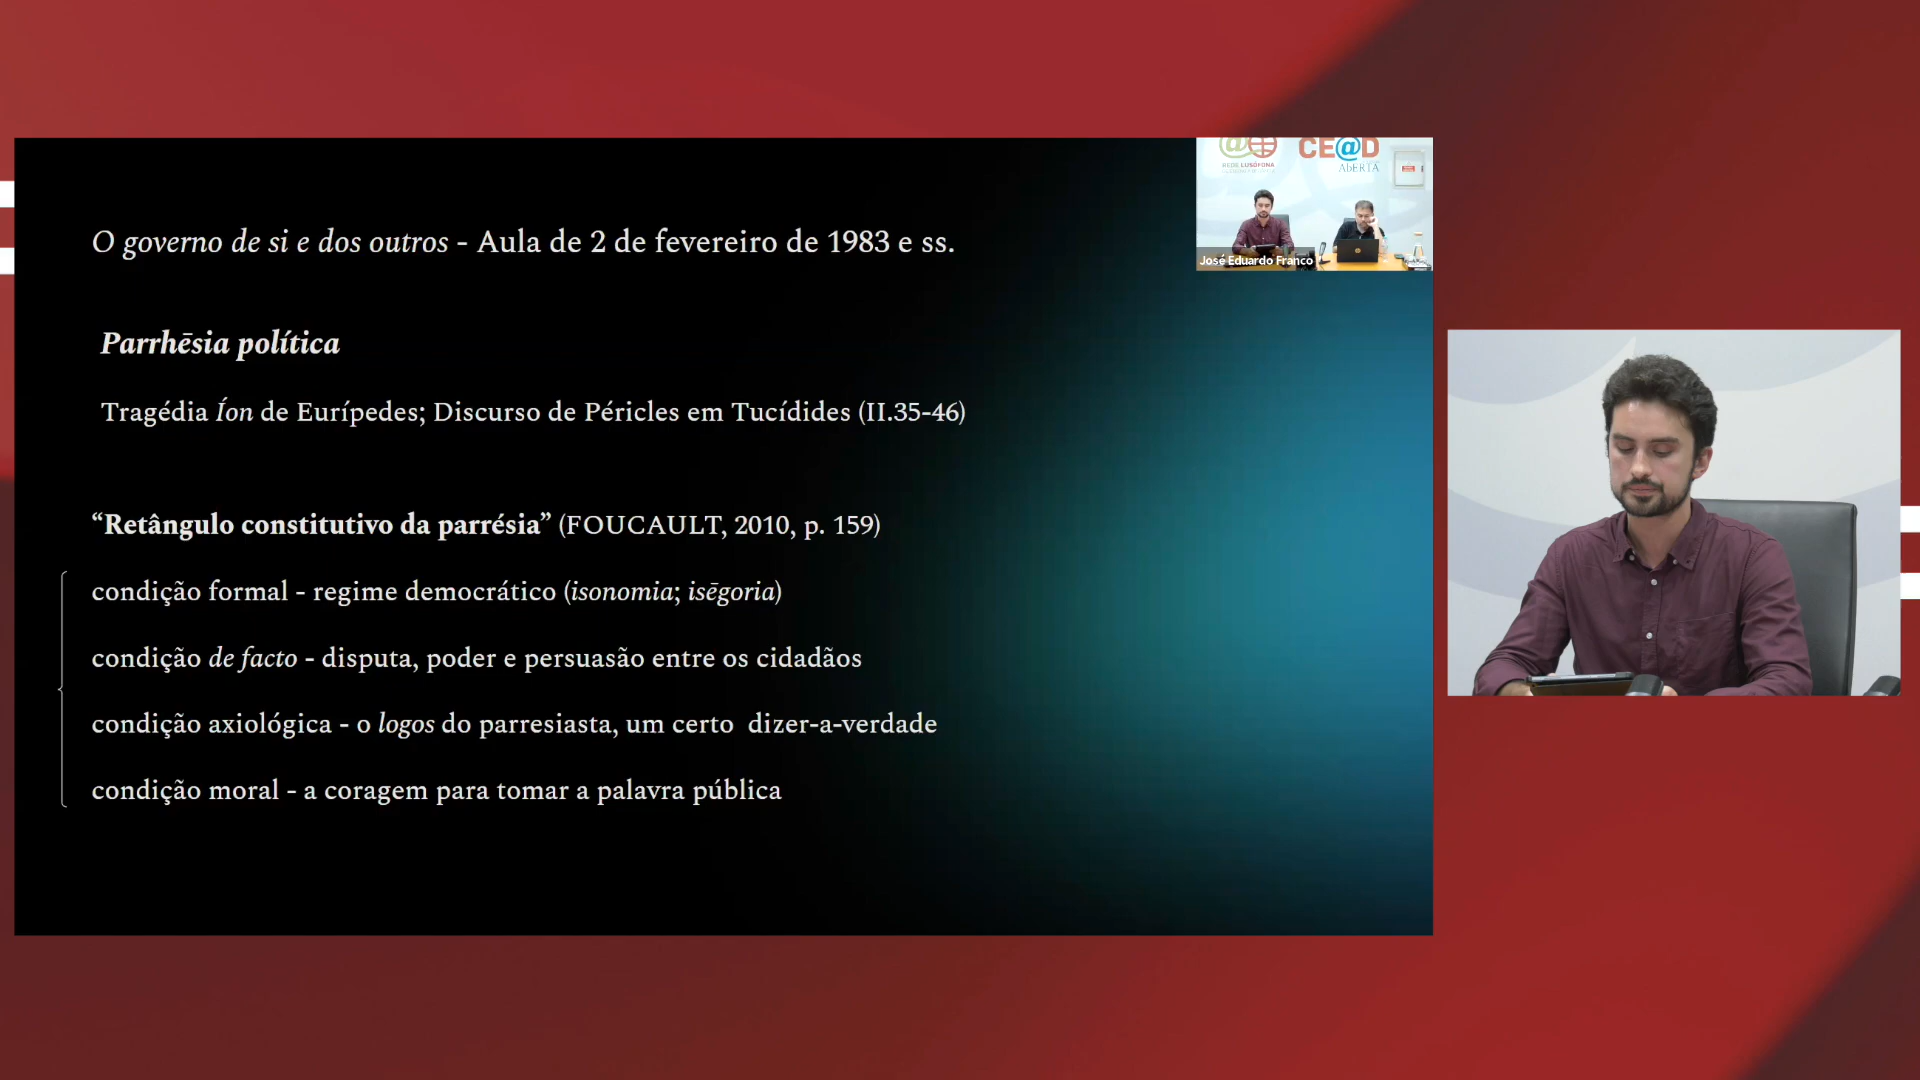 O governo de si e dos outros - Aula de 2 de fevereiro de 1983 e ss.
Parrhēsia política
Tragédia Íon de Eurípedes; Discurso de Péricles em Tucídides (II.35-46)
“Retângulo constitutivo da parrésia” (FOUCAULT, 2010, p. 159)
condição formal - regime democrático (isonomia; isēgoria)
condição de facto - disputa, poder e persuasão entre os cidadãos
condição axiológica - o logos do parresiasta, um certo dizer-a-verdade
condição moral - a coragem para tomar a palavra pública
REDE LUSÓFONA
CE@D
AbERTA
José Eduardo Franco